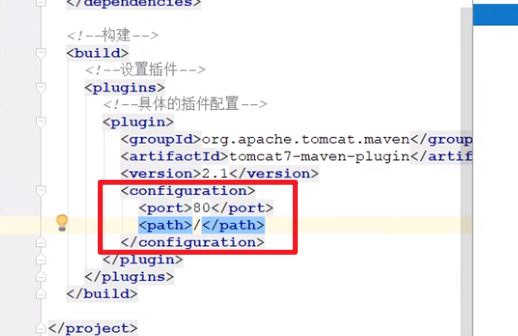 </dependencies>
<!--构建-->
<build>
<!--设置插件-->
<plugins>
<!--具体的插件配置-->
<plugin>
<groupId>org.apache.tomcat.maven</group
<artifactId>tomcat7-maven-plugin</artif
<version>2.1</version>
<configuration>
<port>80</port>
<path>/</path>
</configuration>
</plugin>
</plugins>
</build>
</project>